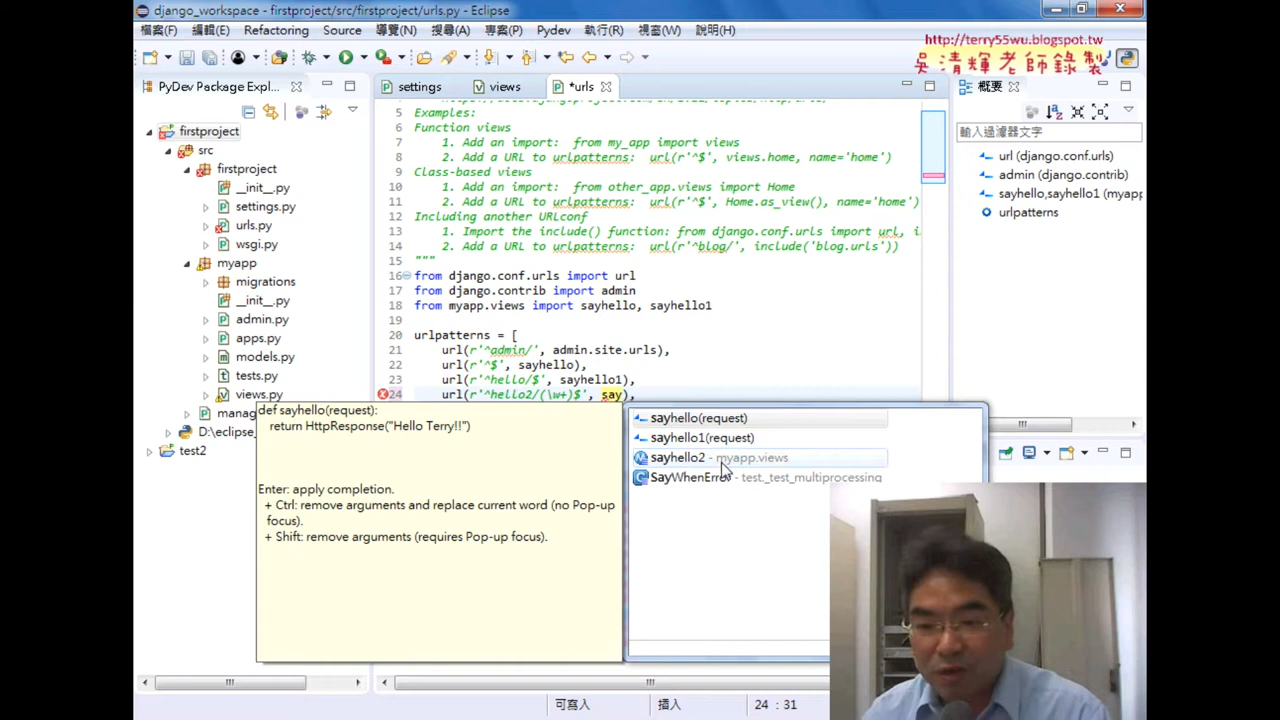 django_workspace - firstproject/src/firstproject/urls.py - Eclipse
檔案(F) 編輯(E) Refactoring Source 導覽(N) 搜尋(A) 專案(P) Pydev 執行(R) 視窗(W) 說明(H)
http://terry55wu.blogspot.tw
吳清輝老師錄製
PyDev Package Expl...
firstproject
src
firstproject
__init__.py
settings.py
urls.py
wsgi.py
myapp
migrations
__init__.py
admin.py
apps.py
models.py
tests.py
views.py
manag
D:\eclipse_
test2
settings views *urls
5 Examples:
6 Function views
7 1. Add an import: from my_app import views
8 2. Add a URL to urlpatterns: url(r'^$', views.home, name='home')
9 Class-based views
10 1. Add an import: from other_app.views import Home
11 2. Add a URL to urlpatterns: url(r'^$', Home.as_view(), name='home')
12 Including another URLconf
13 1. Import the include() function: from django.conf.urls import url, i
14 2. Add a URL to urlpatterns: url(r'^blog/', include('blog.urls'))
15 """
16 from django.conf.urls import url
17 from django.contrib import admin
18 from myapp.views import sayhello, sayhello1
19
20 urlpatterns = [
21 url(r'^admin/', admin.site.urls),
22 url(r'^$', sayhello),
23 url(r'^hello/$', sayhello1),
24 url(r'^hello2/(\w+)$', say),
def sayhello(request):
return HttpResponse("Hello Terry!!")
Enter: apply completion.
+ Ctrl: remove arguments and replace current word (no Pop-up
focus).
+ Shift: remove arguments (requires Pop-up focus).
sayhello(request)
sayhello1(request)
sayhello2 - myapp.views
SayWhenError - test._test_multiprocessing
概要
輸入過濾器文字
url (django.conf.urls)
admin (django.contrib)
sayhello,sayhello1 (myapp
urlpatterns
可寫入 插入 24 : 31